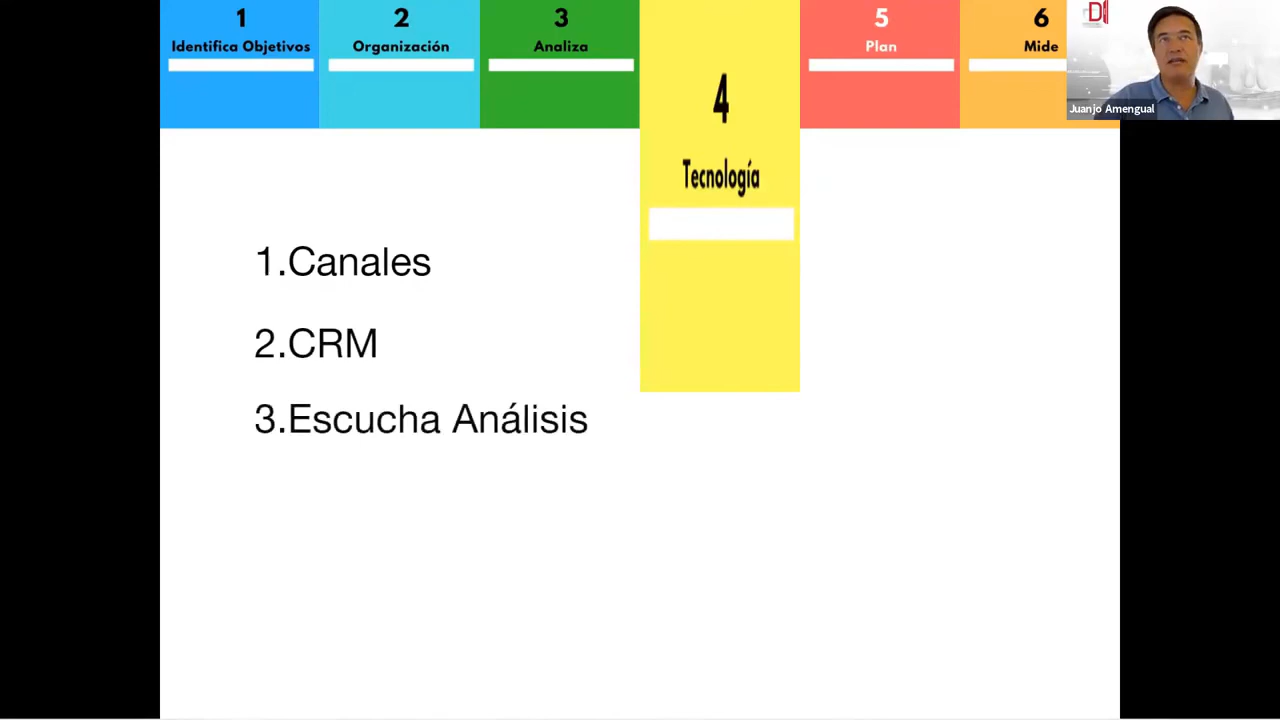 1
Identifica Objetivos
2
Organización
3
Analiza
4
Tecnología
5
Plan
6
Mide
Juanjo Amengual
1.Canales
2.CRM
3.Escucha Análisis